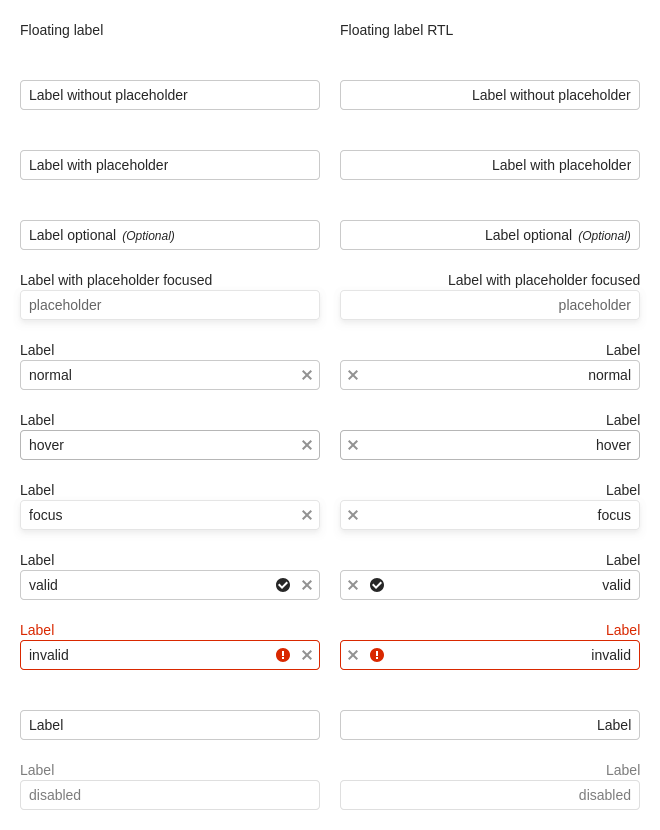 Floating label Floating label RTL
Label without placeholder Label without placeholder
Label with placeholder Label with placeholder
Label optional (Optional) Label optional (Optional)
Label with placeholder focused Label with placeholder focused
placeholder placeholder
Label Label
normal normal
Label Label
hover hover
Label Label
focus focus
Label Label
valid valid
Label Label
invalid invalid
Label Label
Label Label
disabled disabled